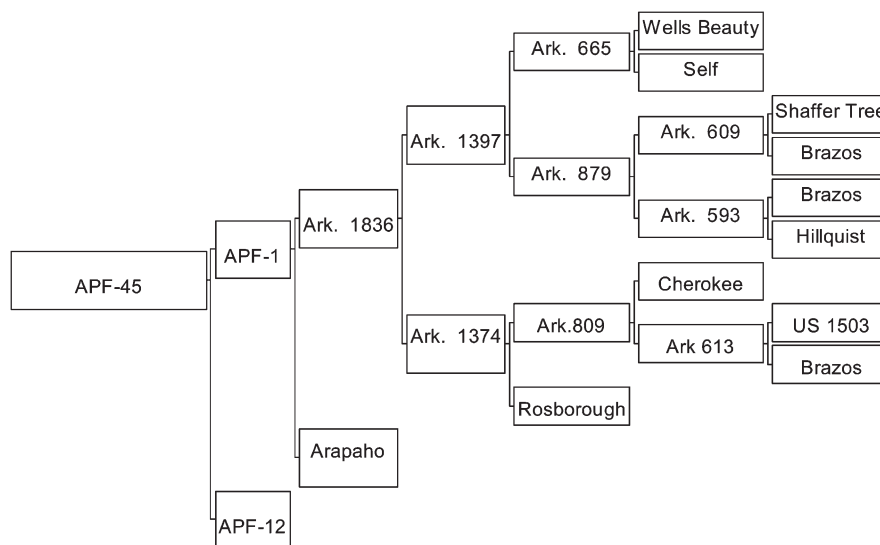 Wells Beauty
Ark. 665
Self
Shaffer Tree
Ark. 1397
Ark. 609
Brazos
Ark. 879
Brazos
Ark. 1836
Ark. 593
APF-1
Hillquist
APF-45
Cherokee
Ark.809
US 1503
Ark. 1374
Ark 613
Brazos
Rosborough
Arapaho
APF-12